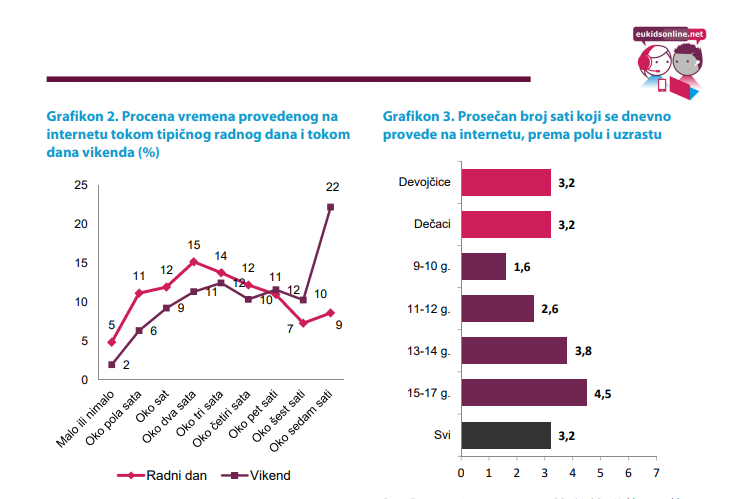 eukidsonline.net
Grafikon 2. Procena vremena provedenog na
internetu tokom tipičnog radnog dana i tokom
dana vikenda (%)
25
20
15
10
5
0
5
11
12
15
14
12
11
7
9
2
6
9
11
12
10
12
10
22
Malo ili nimalo
Oko pola sata
Oko sat
Oko dva sata
Oko tri sata
Oko četiri sata
Oko pet sati
Oko šest sati
Oko sedam sati
Radni dan
Vikend
Grafikon 3. Prosečan broj sati koji se dnevno
provede na internetu, prema polu i uzrastu
Devojčice 3,2
Dečaci 3,2
9-10 g. 1,6
11-12 g. 2,6
13-14 g. 3,8
15-17 g. 4,5
Svi 3,2
0 1 2 3 4 5 6 7